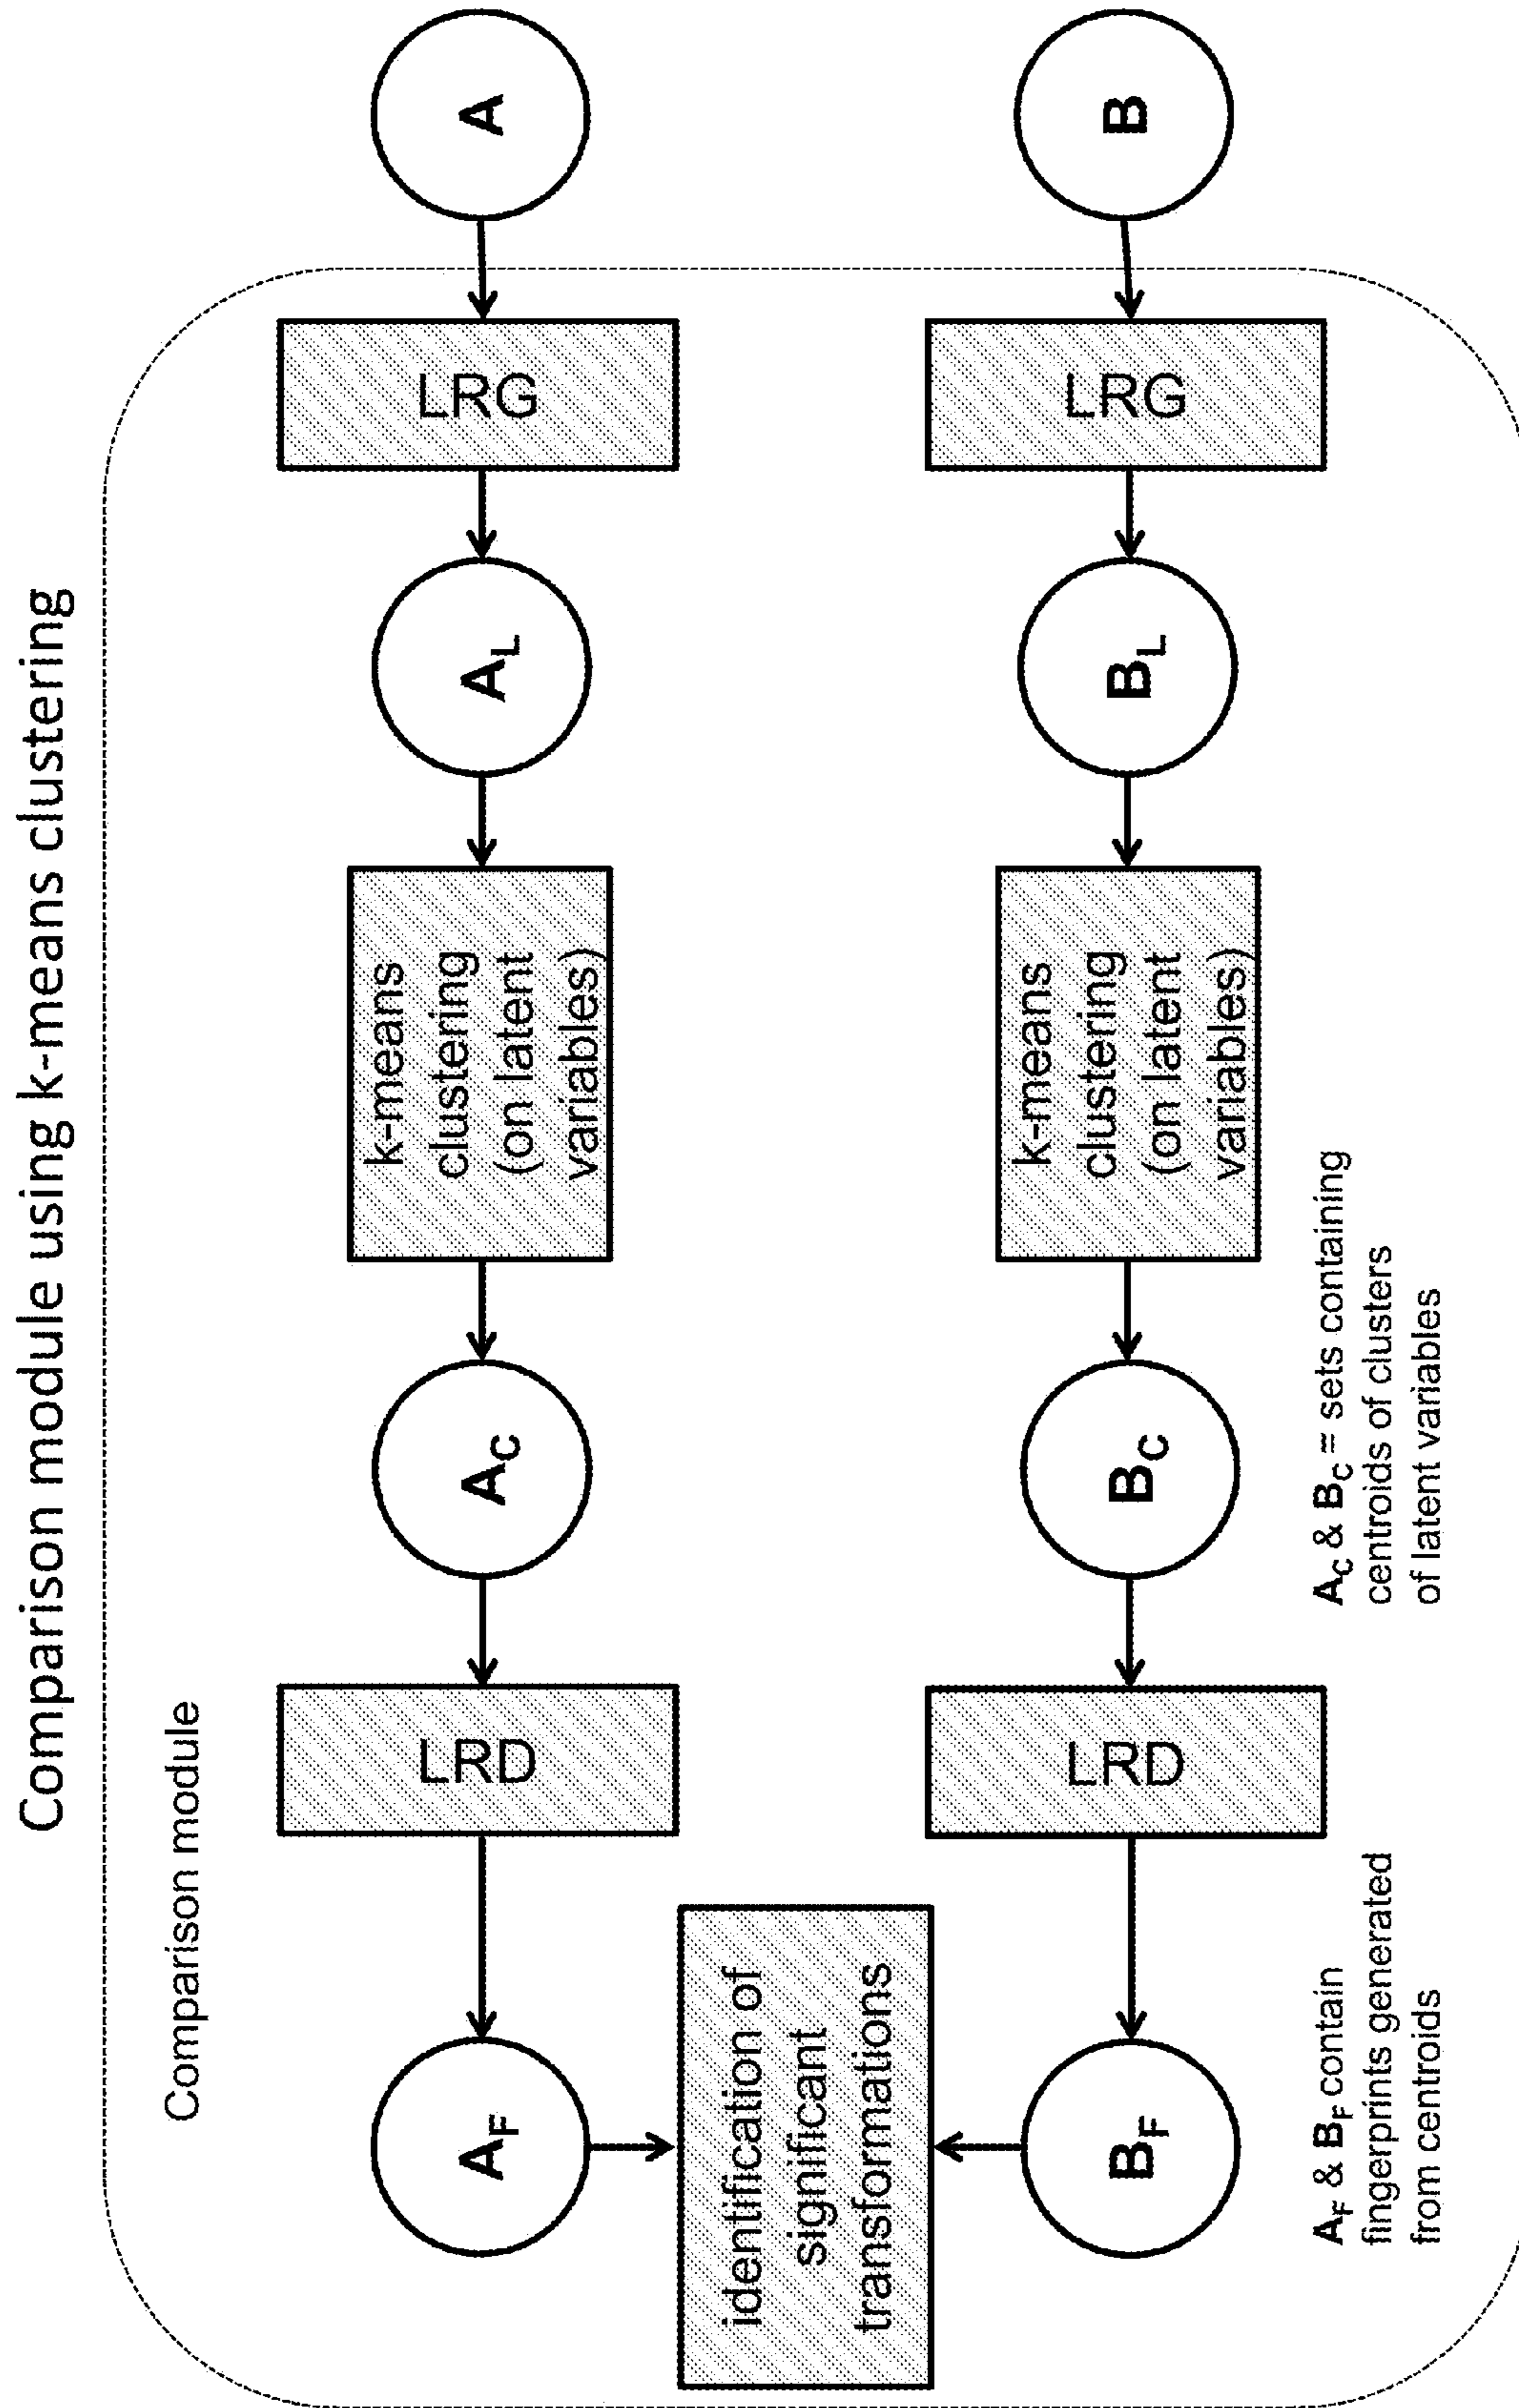 Comparison module using k-means clustering
Comparison module
A
LRG
A_L
k-means
clustering
(on latent
variables)
A_C
LRD
A_F
identification of
significant
transformations
B
LRG
B_L
k-means
clustering
(on latent
variables)
B_C
LRD
B_F
A_C & B_C = sets containing
centroids of clusters
of latent variables
A_F & B_F contain
fingerprints generated
from centroids